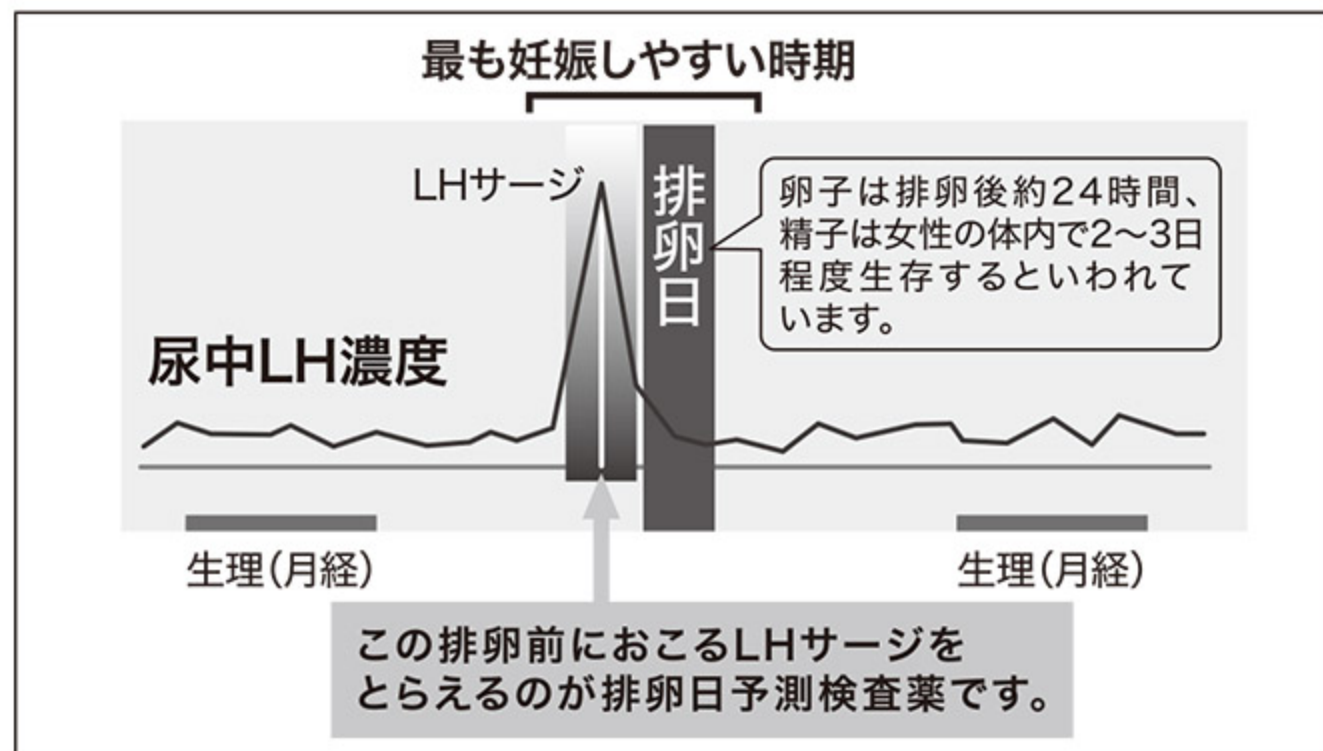 最も妊娠しやすい時期
LHサージ
排卵日
卵子は排卵後約24時間、
精子は女性の体内で2〜3日
程度生存するといわれて
います。
尿中LH濃度
生理(月経)
生理(月経)
この排卵前におこるLHサージを
とらえるのが排卵日予測検査薬です。